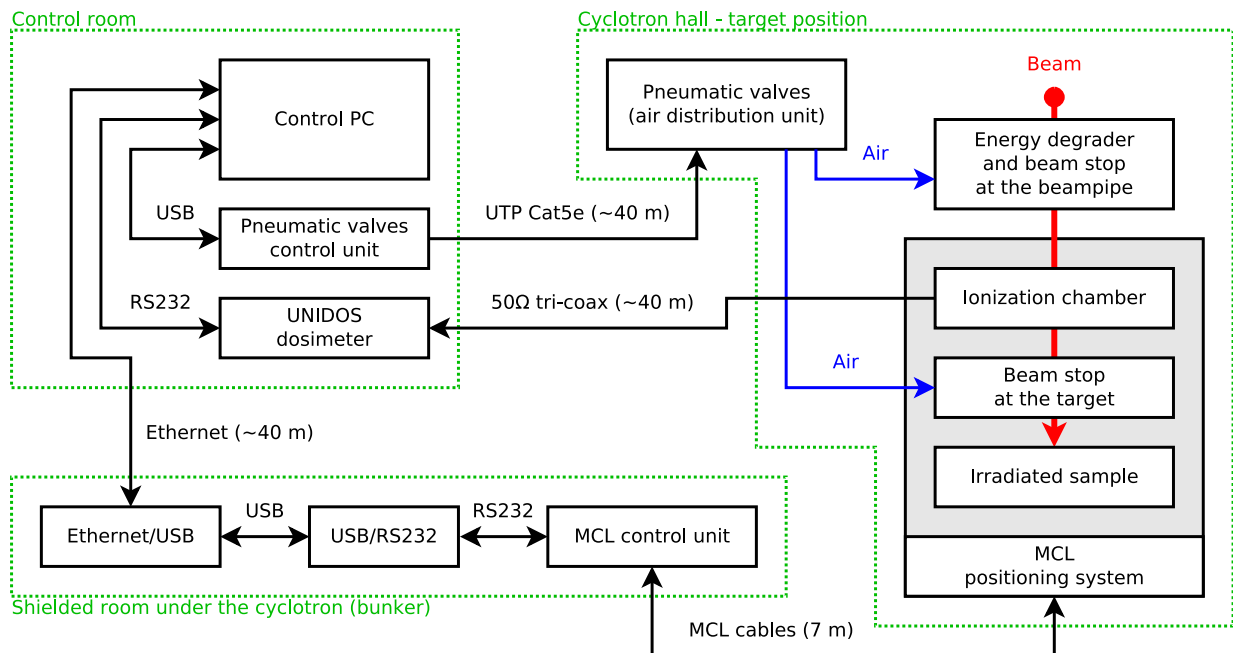 Control room
Control PC
USB
Pneumatic valves
control unit
RS232
UNIDOS
dosimeter
UTP Cat5e (~40 m)
50Ω tri-coax (~40 m)
Ethernet (~40 m)
Cyclotron hall - target position
Pneumatic valves
(air distribution unit)
Beam
Air
Energy degrader
and beam stop
at the beampipe
Ionization chamber
Air
Beam stop
at the target
Irradiated sample
MCL
positioning system
Ethernet/USB
USB
USB/RS232
RS232
MCL control unit
Shielded room under the cyclotron (bunker)
MCL cables (7 m)